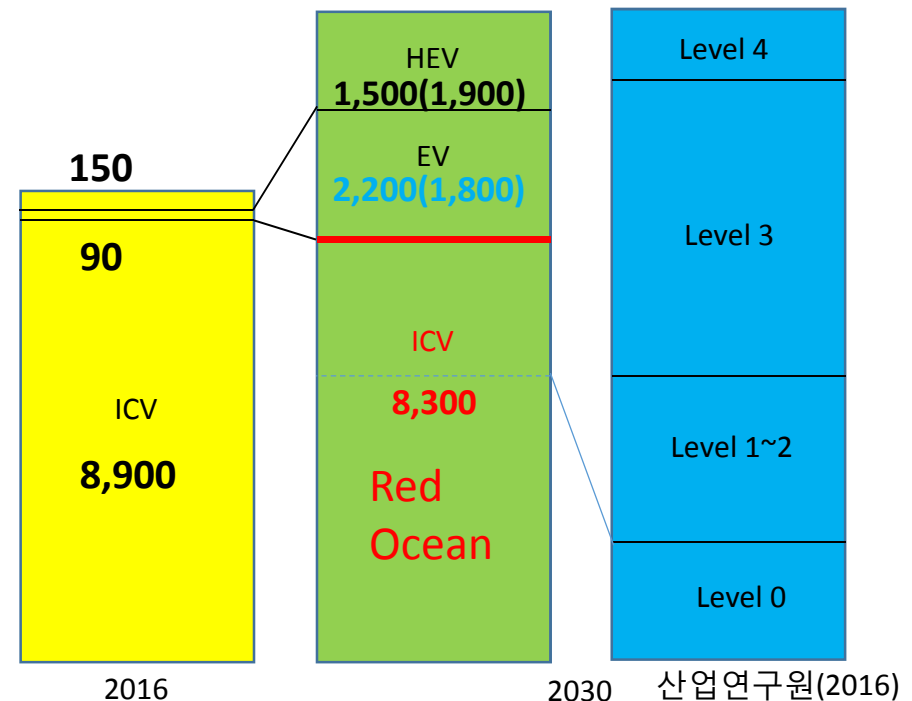 150
90
ICV
8,900
2016
HEV
1,500(1,900)
EV
2,200(1,800)
ICV
8,300
Red
Ocean
2030
Level 4
Level 3
Level 1~2
Level 0
산업연구원(2016)